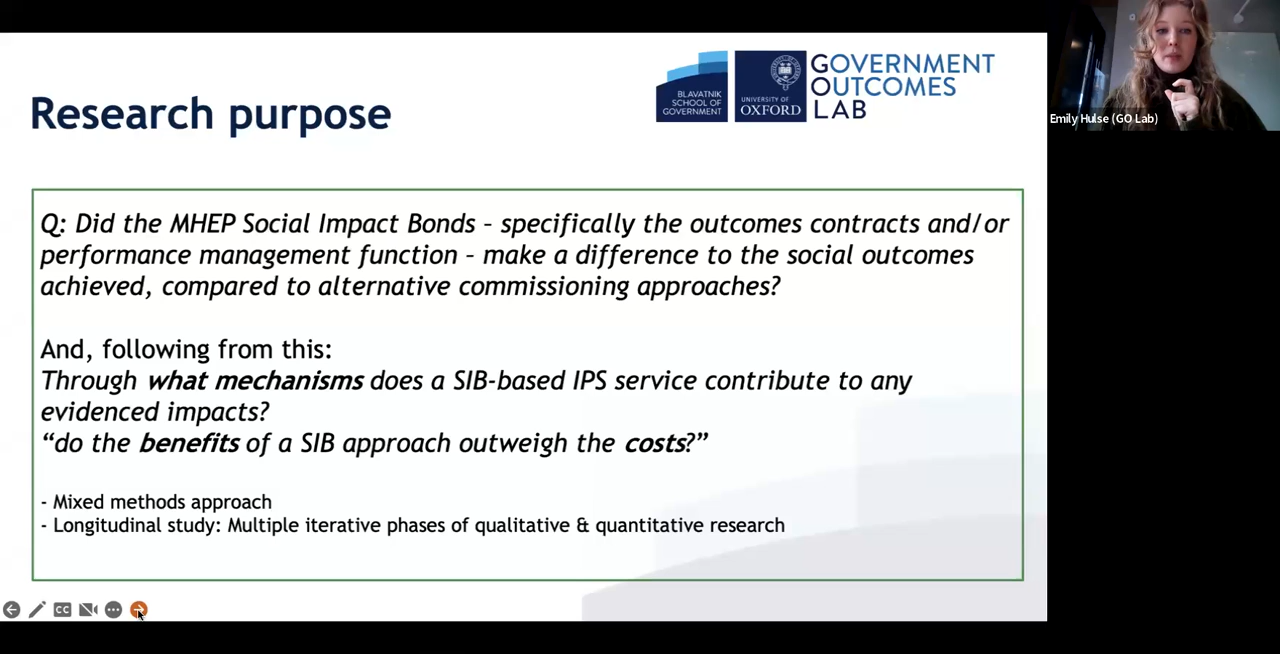 Research purpose
BLAVATNIK
SCHOOL OF
GOVERNMENT
UNIVERSITY OF
OXFORD
GOVERNMENT
OUTCOMES
LAB
Emily Hulse (GO Lab)
Q: Did the MHEP Social Impact Bonds – specifically the outcomes contracts and/or
performance management function – make a difference to the social outcomes
achieved, compared to alternative commissioning approaches?
And, following from this:
Through what mechanisms does a SIB-based IPS service contribute to any
evidenced impacts?
“do the benefits of a SIB approach outweigh the costs?”
- Mixed methods approach
- Longitudinal study: Multiple iterative phases of qualitative & quantitative research
CC